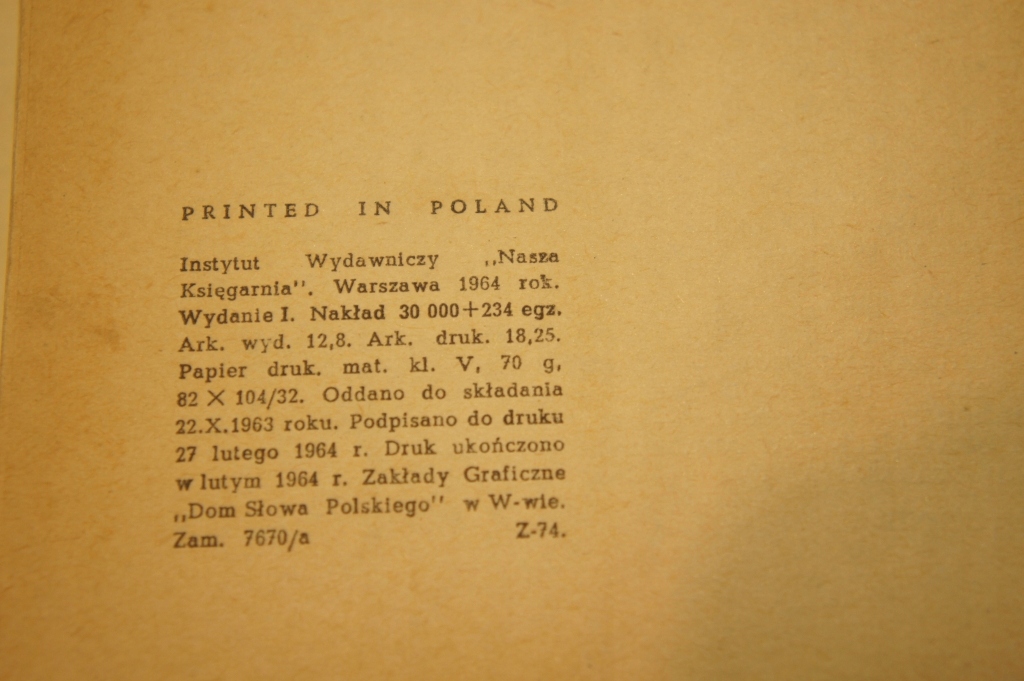 PRINTED IN POLAND
Instytut Wydawniczy „Nasza
Księgarnia". Warszawa 1964 rok.
Wydanie I. Nakład 30 000+234 egz.
Ark. wyd. 12,8. Ark. druk. 18,25.
Papier druk. mat. kl. V, 70 g,
82 X 104/32. Oddano do składania
22.X.1963 roku. Podpisano do druku
27 lutego 1964 r. Druk ukończono
w lutym 1964 r. Zakłady Graficzne
„Dom Słowa Polskiego" w W-wie.
Zam. 7670/a Z-74.